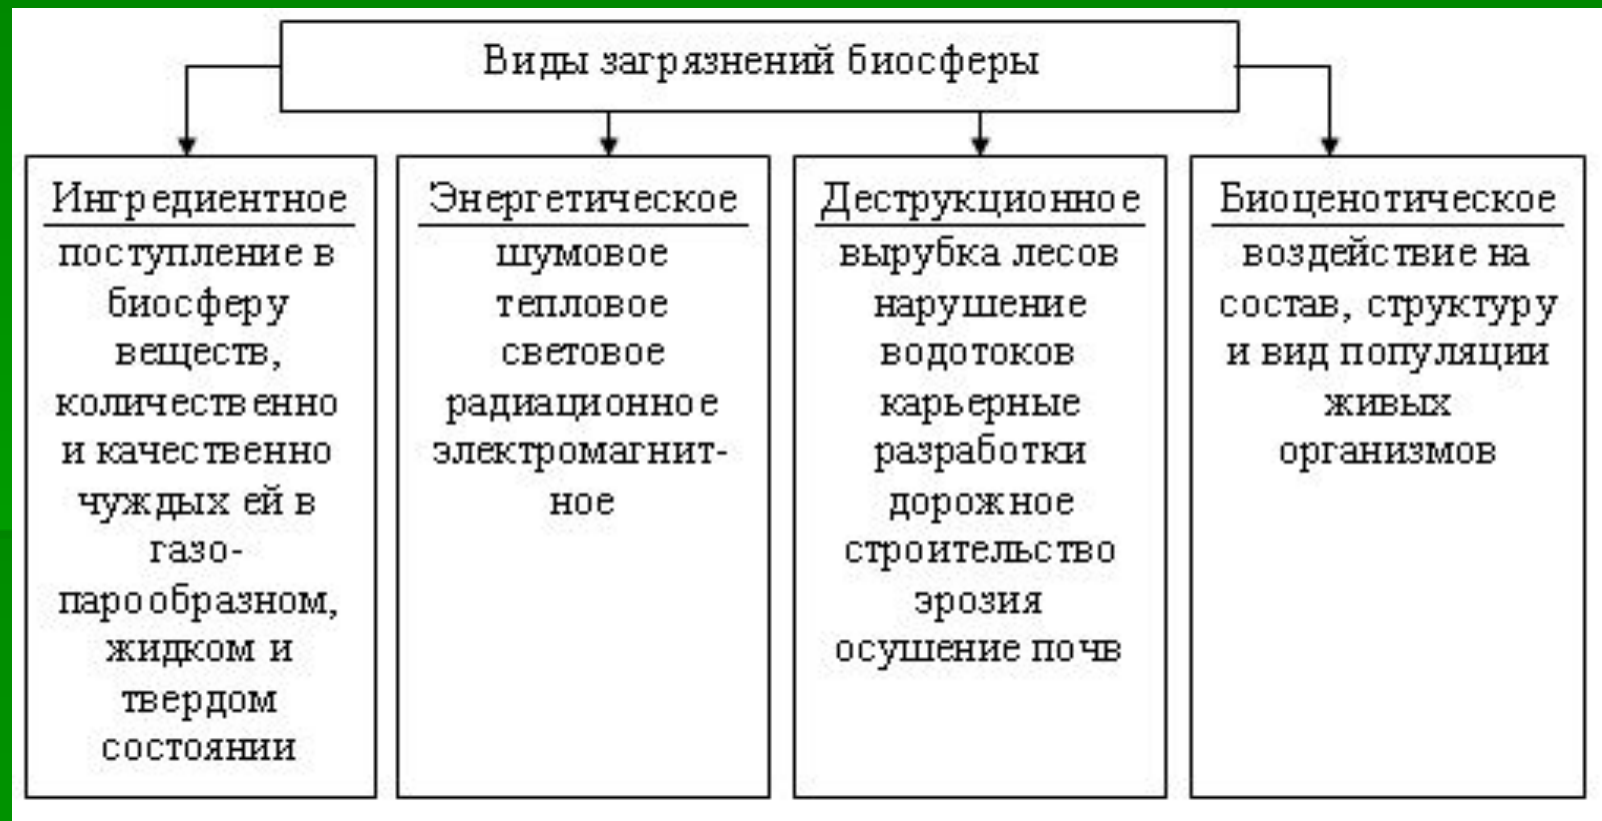 Виды загрязнений биосферы
Ингредиентное
поступление в
биосферу
веществ,
количественно
и качественно
чуждых ей в
газо-
парообразном,
жидком и
твердом
состоянии
Энергетическое
шумовое
тепловое
световое
радиационное
электромагнит-
ное
Деструкционное
вырубка лесов
нарушение
водотоков
карьерные
разработки
дорожное
строительство
эрозия
осушение почв
Биоценотическое
воздействие на
состав, структуру
и вид популяции
живых
организмов